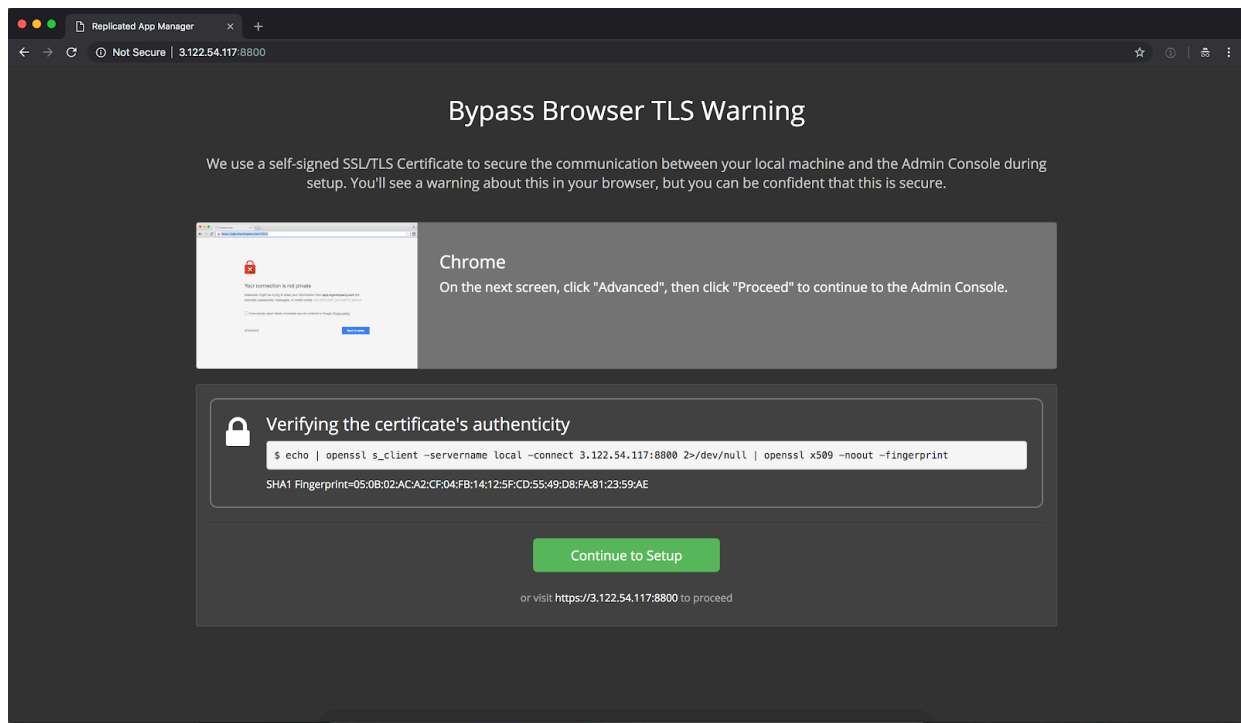 Replicated App Manager
Not Secure | 3.122.54.117:8800
Bypass Browser TLS Warning
We use a self-signed SSL/TLS Certificate to secure the communication between your local machine and the Admin Console during
setup. You'll see a warning about this in your browser, but you can be confident that this is secure.
Your connection is not private
Chrome
On the next screen, click "Advanced", then click "Proceed" to continue to the Admin Console.
Verifying the certificate's authenticity
$ echo | openssl s_client -servername local -connect 3.122.54.117:8800 2>/dev/null | openssl x509 -noout -fingerprint
SHA1 Fingerprint=05:0B:02:AC:A2:CF:04:FB:14:12:5F:CD:55:49:D8:FA:81:23:59:AE
Continue to Setup
or visit https://3.122.54.117:8800 to proceed